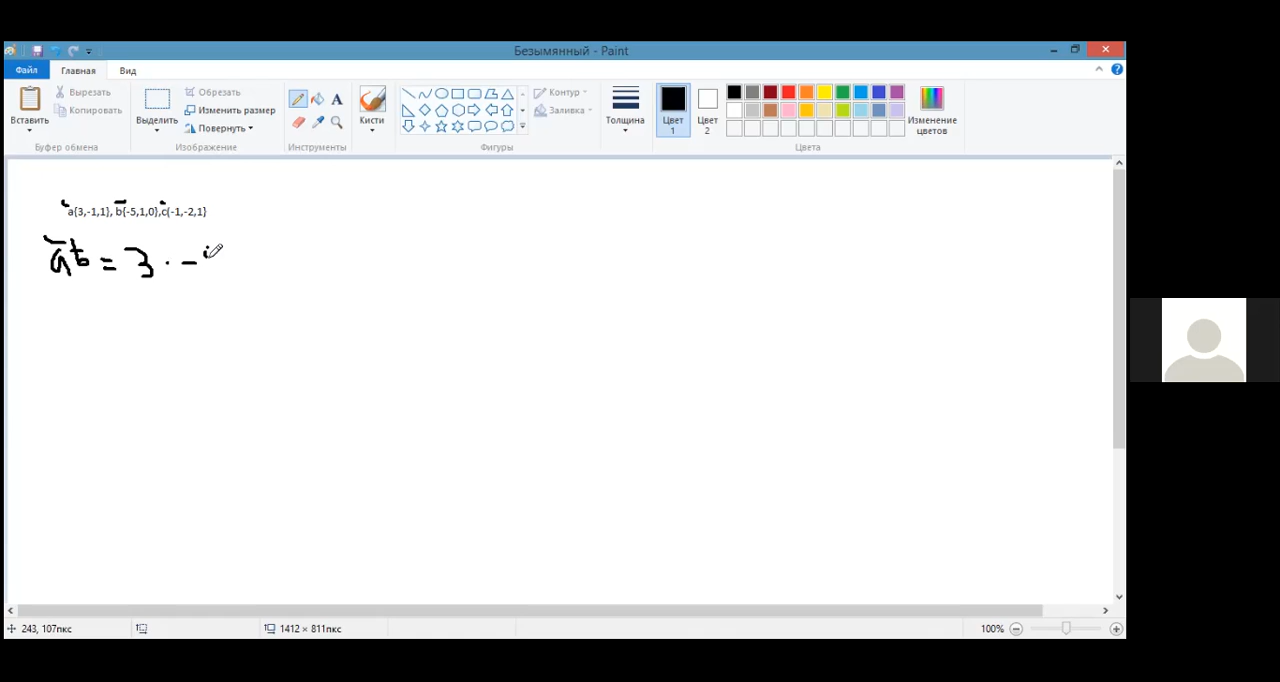 Безымянный - Paint
Файл Главная Вид
Вставить
Вырезать
Копировать
Буфер обмена
Выделить
Обрезать
Изменить размер
Повернуть
Изображение
A
Инструменты
Кисти
Контур
Заливка
Фигуры
Толщина
Цвет 1
Цвет 2
Изменение цветов
Цвета
a{3,-1,1}, b{-5,1,0},c{-1,-2,1}
ab = 3 · -
243, 107пкс
1412 × 811пкс
100%